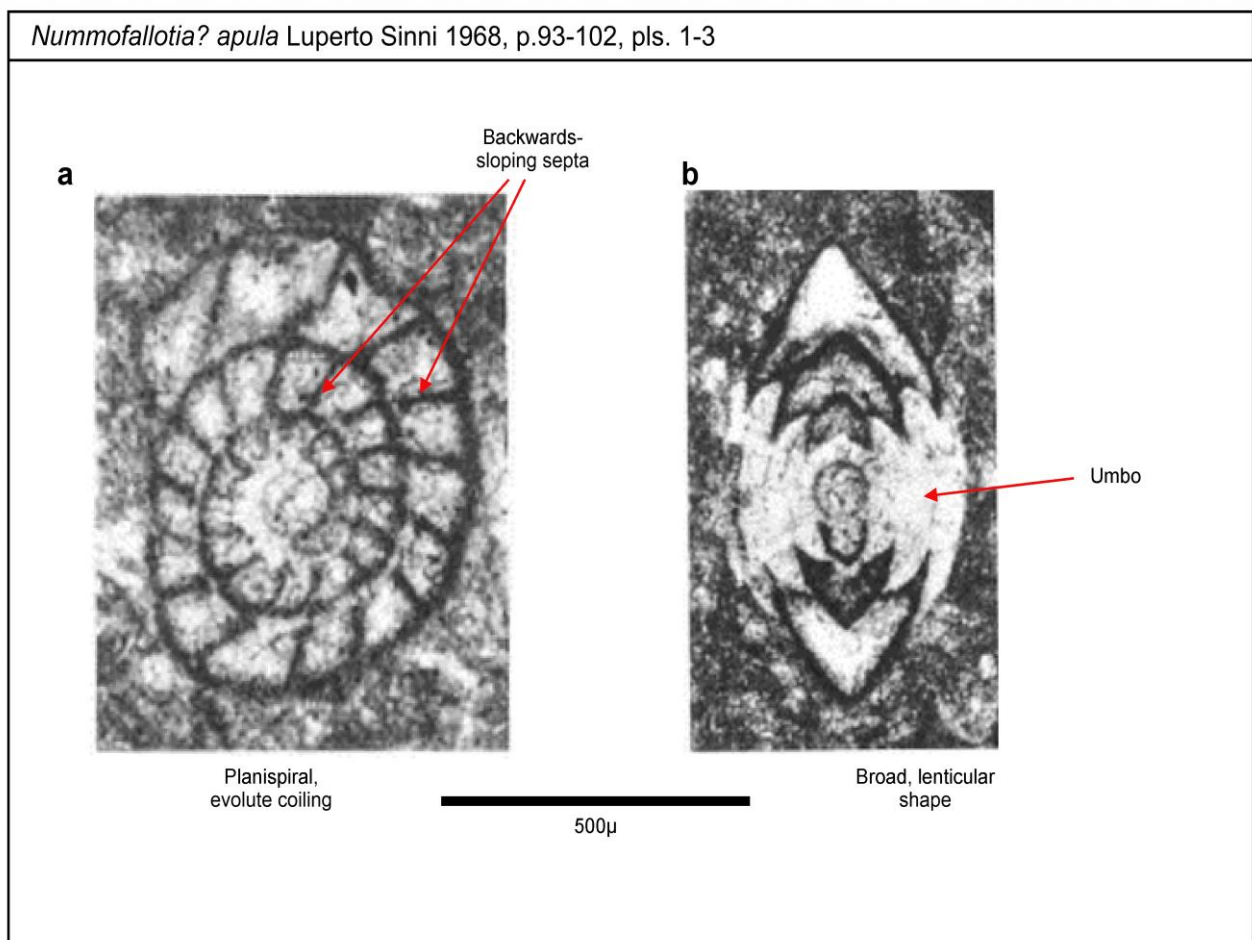 Nummofallotia? apula Luperto Sinni 1968, p.93-102, pls. 1-3
Backwards-
sloping septa
a
b
Umbo
Planispiral,
evolute coiling
Broad, lenticular
shape
500µ